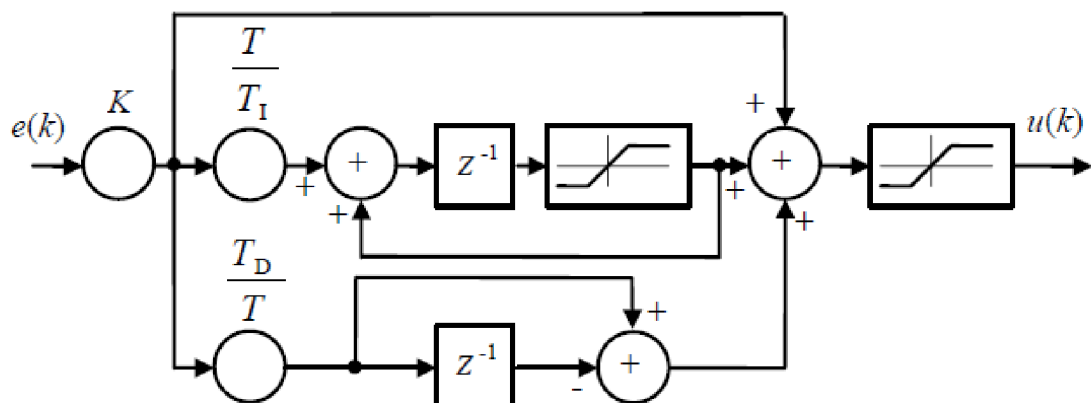 T
T_I
K
e(k)
+
u(k)
+
z⁻¹
+
+
+
+
+
T_D
T
+
z⁻¹
+
-